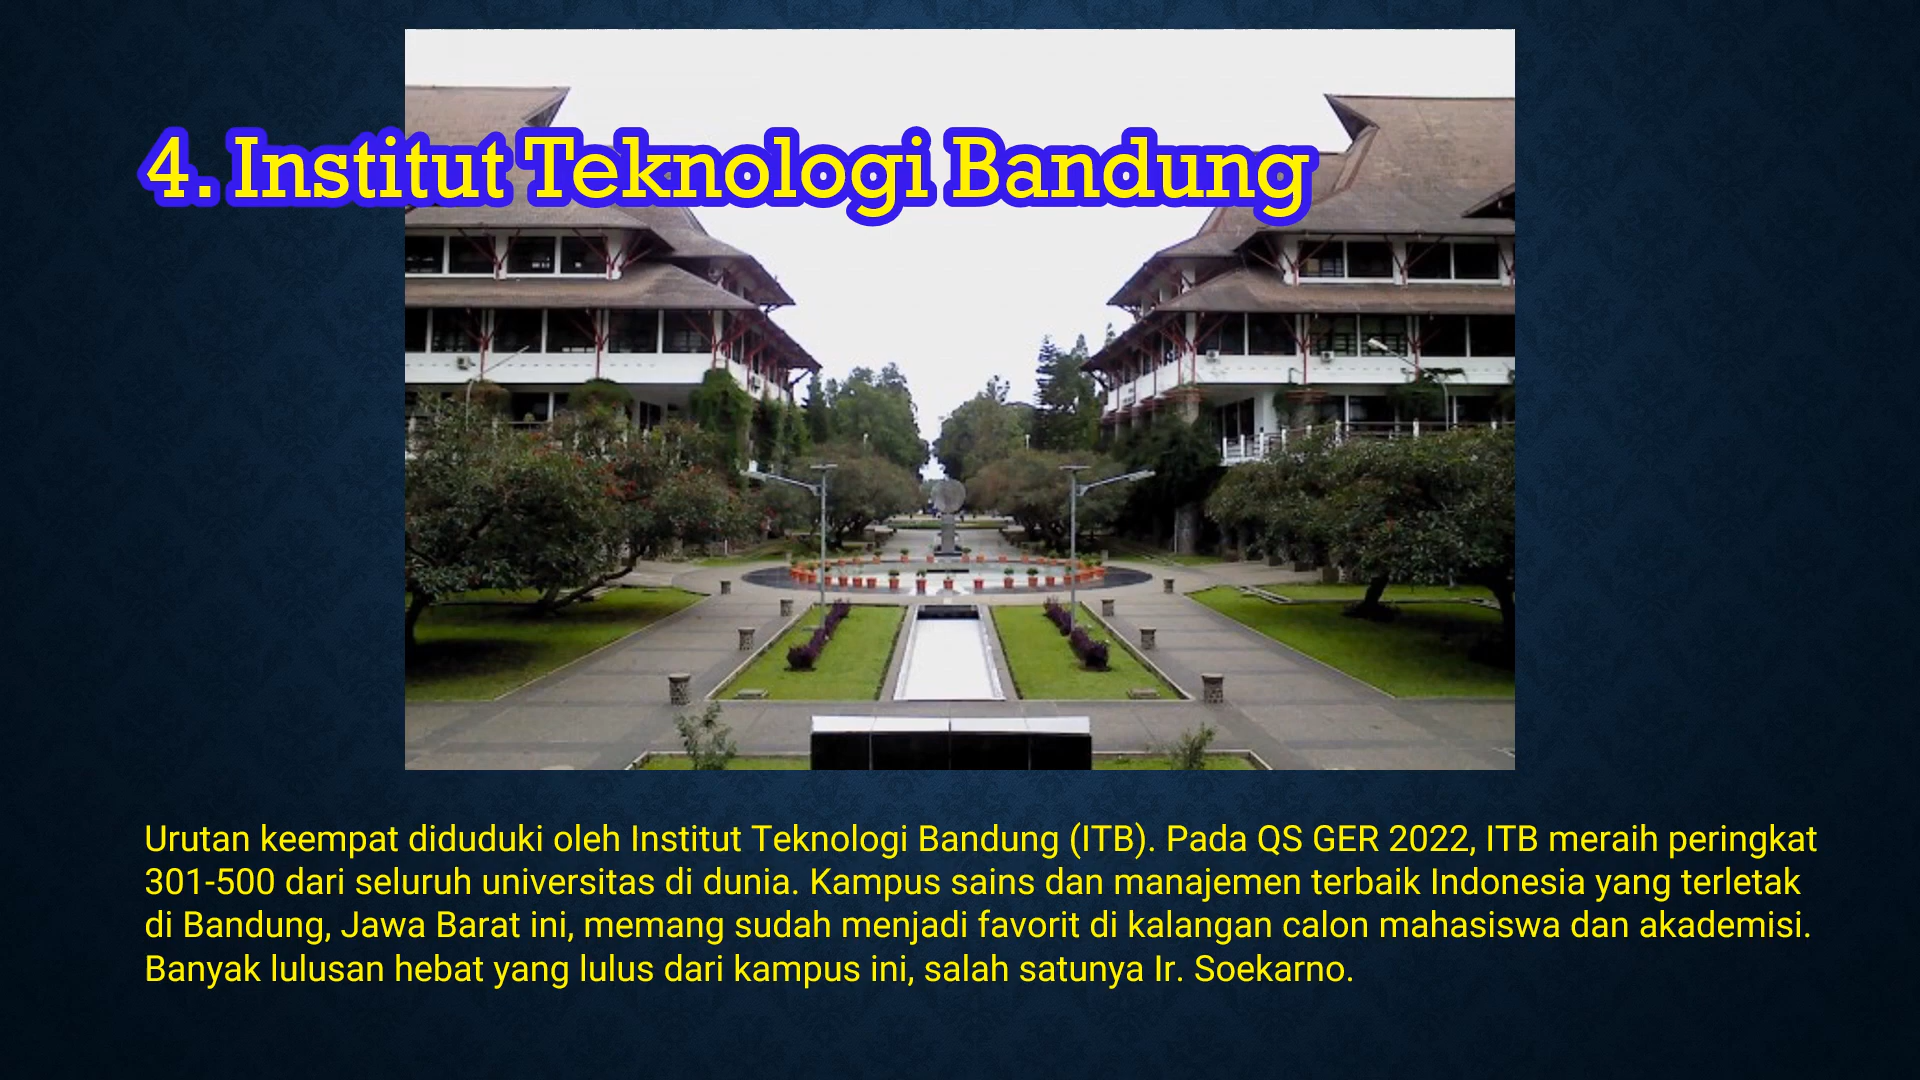 4. Institut Teknologi Bandung
Urutan keempat diduduki oleh Institut Teknologi Bandung (ITB). Pada QS GER 2022, ITB meraih peringkat
301-500 dari seluruh universitas di dunia. Kampus sains dan manajemen terbaik Indonesia yang terletak
di Bandung, Jawa Barat ini, memang sudah menjadi favorit di kalangan calon mahasiswa dan akademisi.
Banyak lulusan hebat yang lulus dari kampus ini, salah satunya Ir. Soekarno.